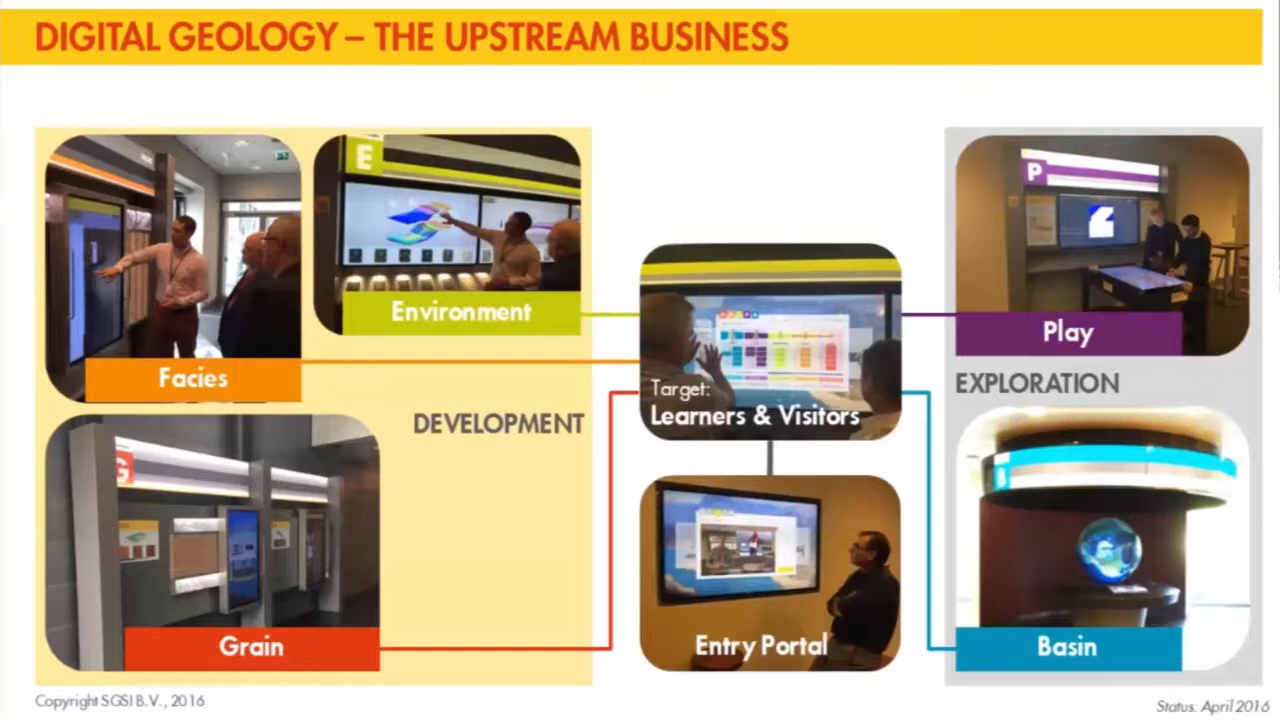 DIGITAL GEOLOGY – THE UPSTREAM BUSINESS
E
Environment
Facies
DEVELOPMENT
G
Grain
Target:
Learners & Visitors
Entry Portal
P
Play
EXPLORATION
B
Basin
Copyright SGSI B.V., 2016
Status: April 2016